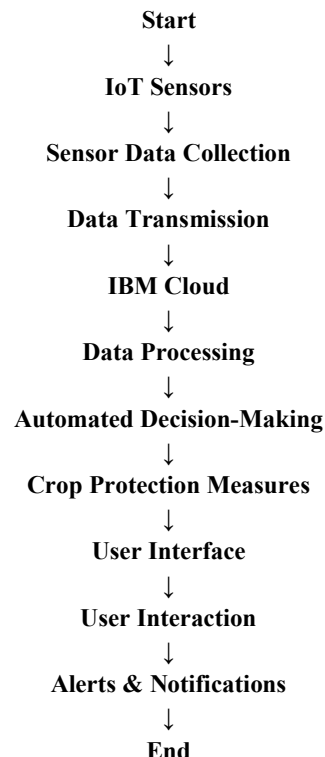 Start
↓
IoT Sensors
↓
Sensor Data Collection
↓
Data Transmission
↓
IBM Cloud
↓
Data Processing
↓
Automated Decision-Making
↓
Crop Protection Measures
↓
User Interface
↓
User Interaction
↓
Alerts & Notifications
↓
End